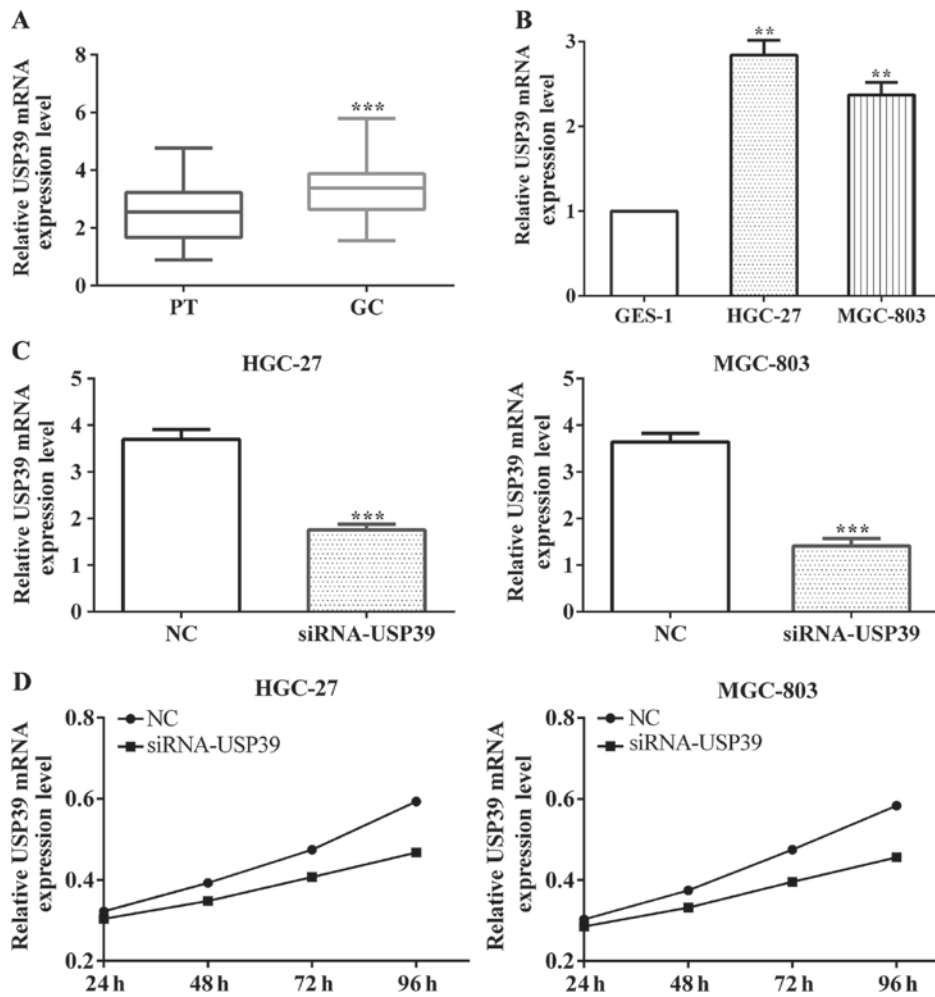 A
Relative USP39 mRNA
expression level
8
6
4
2
0
***
PT
GC
B
Relative USP39 mRNA
expression level
3
2
1
0
**
**
GES-1
HGC-27
MGC-803
C
HGC-27
Relative USP39 mRNA
expression level
5
4
3
2
1
0
***
NC
siRNA-USP39
MGC-803
Relative USP39 mRNA
expression level
5
4
3
2
1
0
***
NC
siRNA-USP39
D
HGC-27
Relative USP39 mRNA
expression level
0.8
0.6
0.4
0.2
NC
siRNA-USP39
24 h
48 h
72 h
96 h
MGC-803
Relative USP39 mRNA
expression level
0.8
0.6
0.4
0.2
NC
siRNA-USP39
24 h
48 h
72 h
96 h